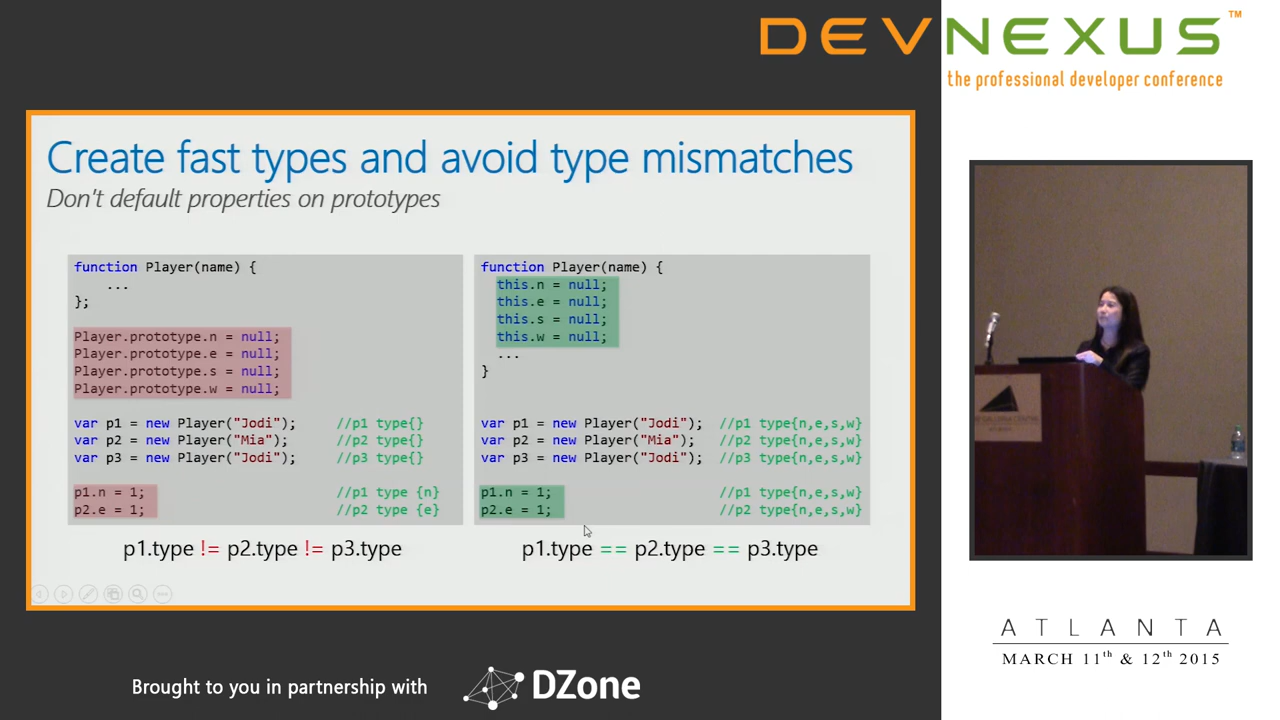 DEVNEXUS™
the professional developer conference
Create fast types and avoid type mismatches
Don't default properties on prototypes
function Player(name) {
...
};
Player.prototype.n = null;
Player.prototype.e = null;
Player.prototype.s = null;
Player.prototype.w = null;
var p1 = new Player("Jodi"); //p1 type{}
var p2 = new Player("Mia"); //p2 type{}
var p3 = new Player("Jodi"); //p3 type{}
p1.n = 1; //p1 type {n}
p2.e = 1; //p2 type {e}
p1.type != p2.type != p3.type
function Player(name) {
this.n = null;
this.e = null;
this.s = null;
this.w = null;
...
}
var p1 = new Player("Jodi"); //p1 type{n,e,s,w}
var p2 = new Player("Mia"); //p2 type{n,e,s,w}
var p3 = new Player("Jodi"); //p3 type{n,e,s,w}
p1.n = 1; //p1 type{n,e,s,w}
p2.e = 1; //p2 type{n,e,s,w}
p1.type == p2.type == p3.type
ATLANTA
MARCH 11th & 12th 2015
Brought to you in partnership with
DZone